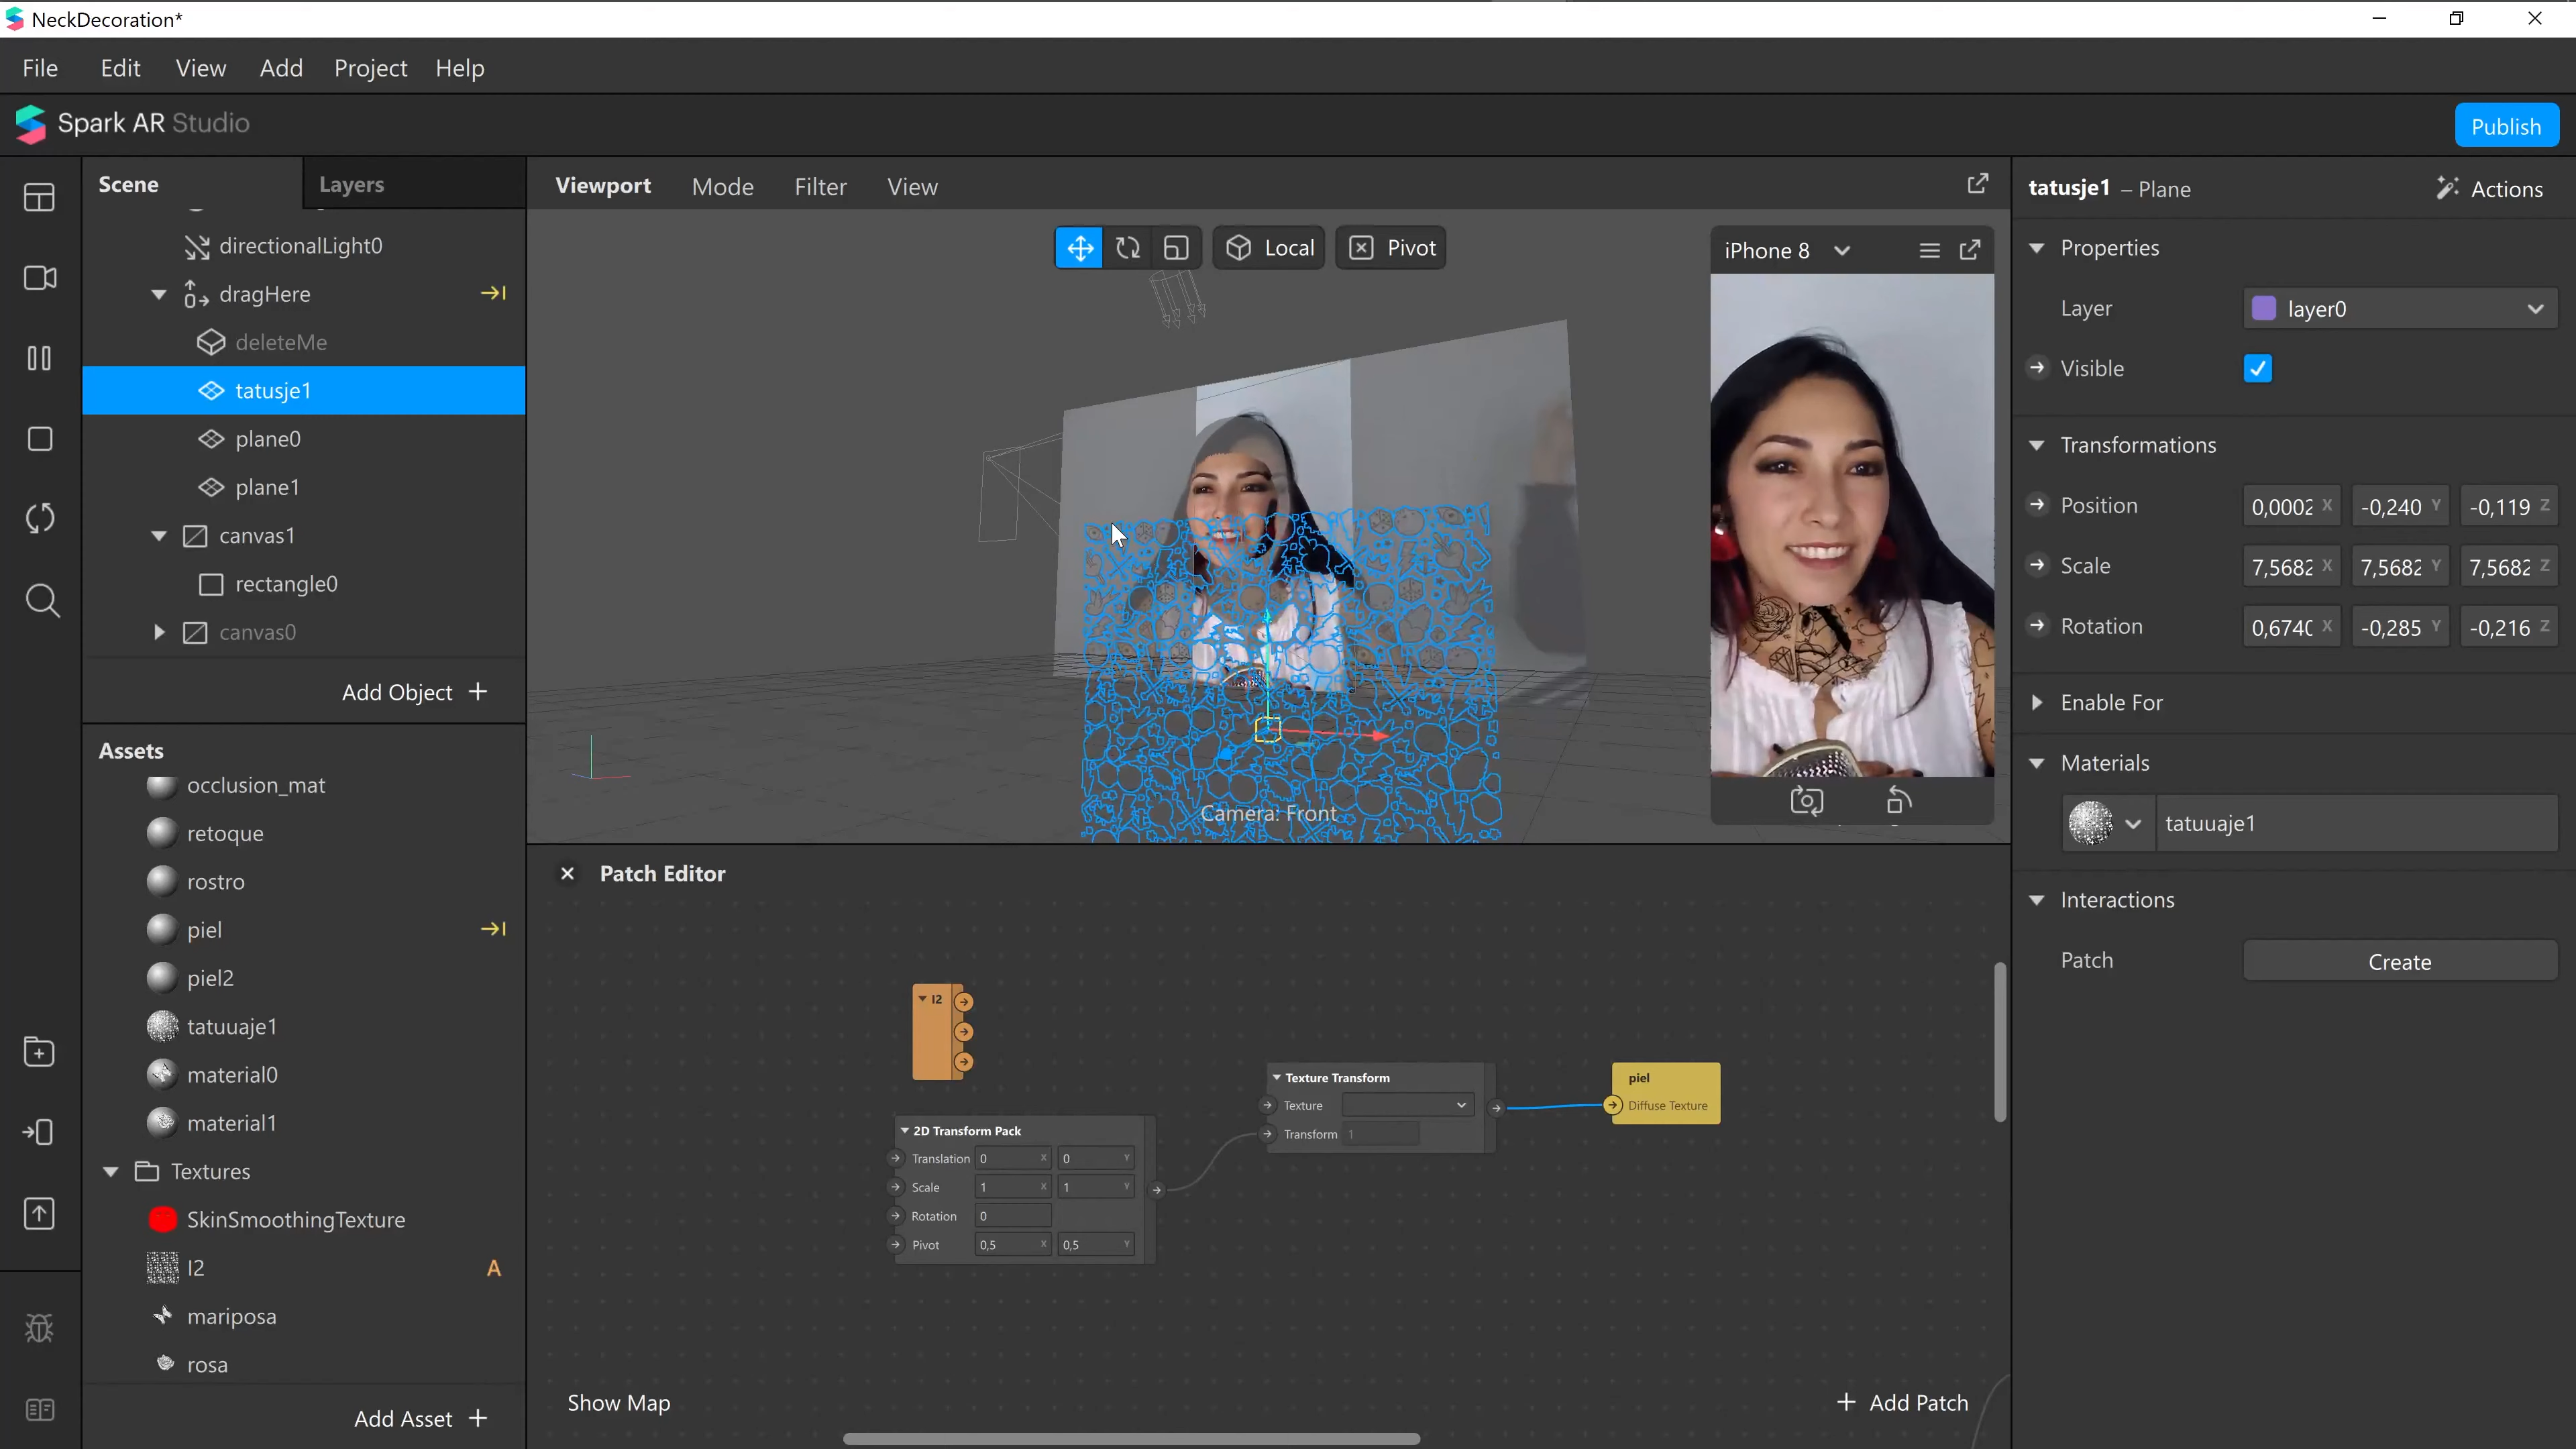 NeckDecoration*
File Edit View Add Project Help
Spark AR Studio
Publish
Scene Layers
directionalLight0
dragHere
deleteMe
tatusje1
plane0
plane1
canvas1
rectangle0
canvas0
Add Object +
Assets
occlusion_mat
retoque
rostro
piel
piel2
tatuuaje1
material0
material1
Textures
SkinSmoothingTexture
I2 A
mariposa
rosa
Add Asset +
Viewport Mode Filter View
Local Pivot
iPhone 8
Camera: Front
Patch Editor
I2
2D Transform Pack
Translation 0 X 0 Y
Scale 1 X 1 Y
Rotation 0
Pivot 0,5 X 0,5 Y
Texture Transform
Texture
Transform 1
piel
Diffuse Texture
Show Map
+ Add Patch
tatusje1 – Plane Actions
Properties
Layer layer0
Visible
Transformations
Position 0,0002 X -0,240 Y -0,119 Z
Scale 7,5682 X 7,5682 Y 7,5682 Z
Rotation 0,6740 X -0,285 Y -0,216 Z
Enable For
Materials
tatuuaje1
Interactions
Patch Create